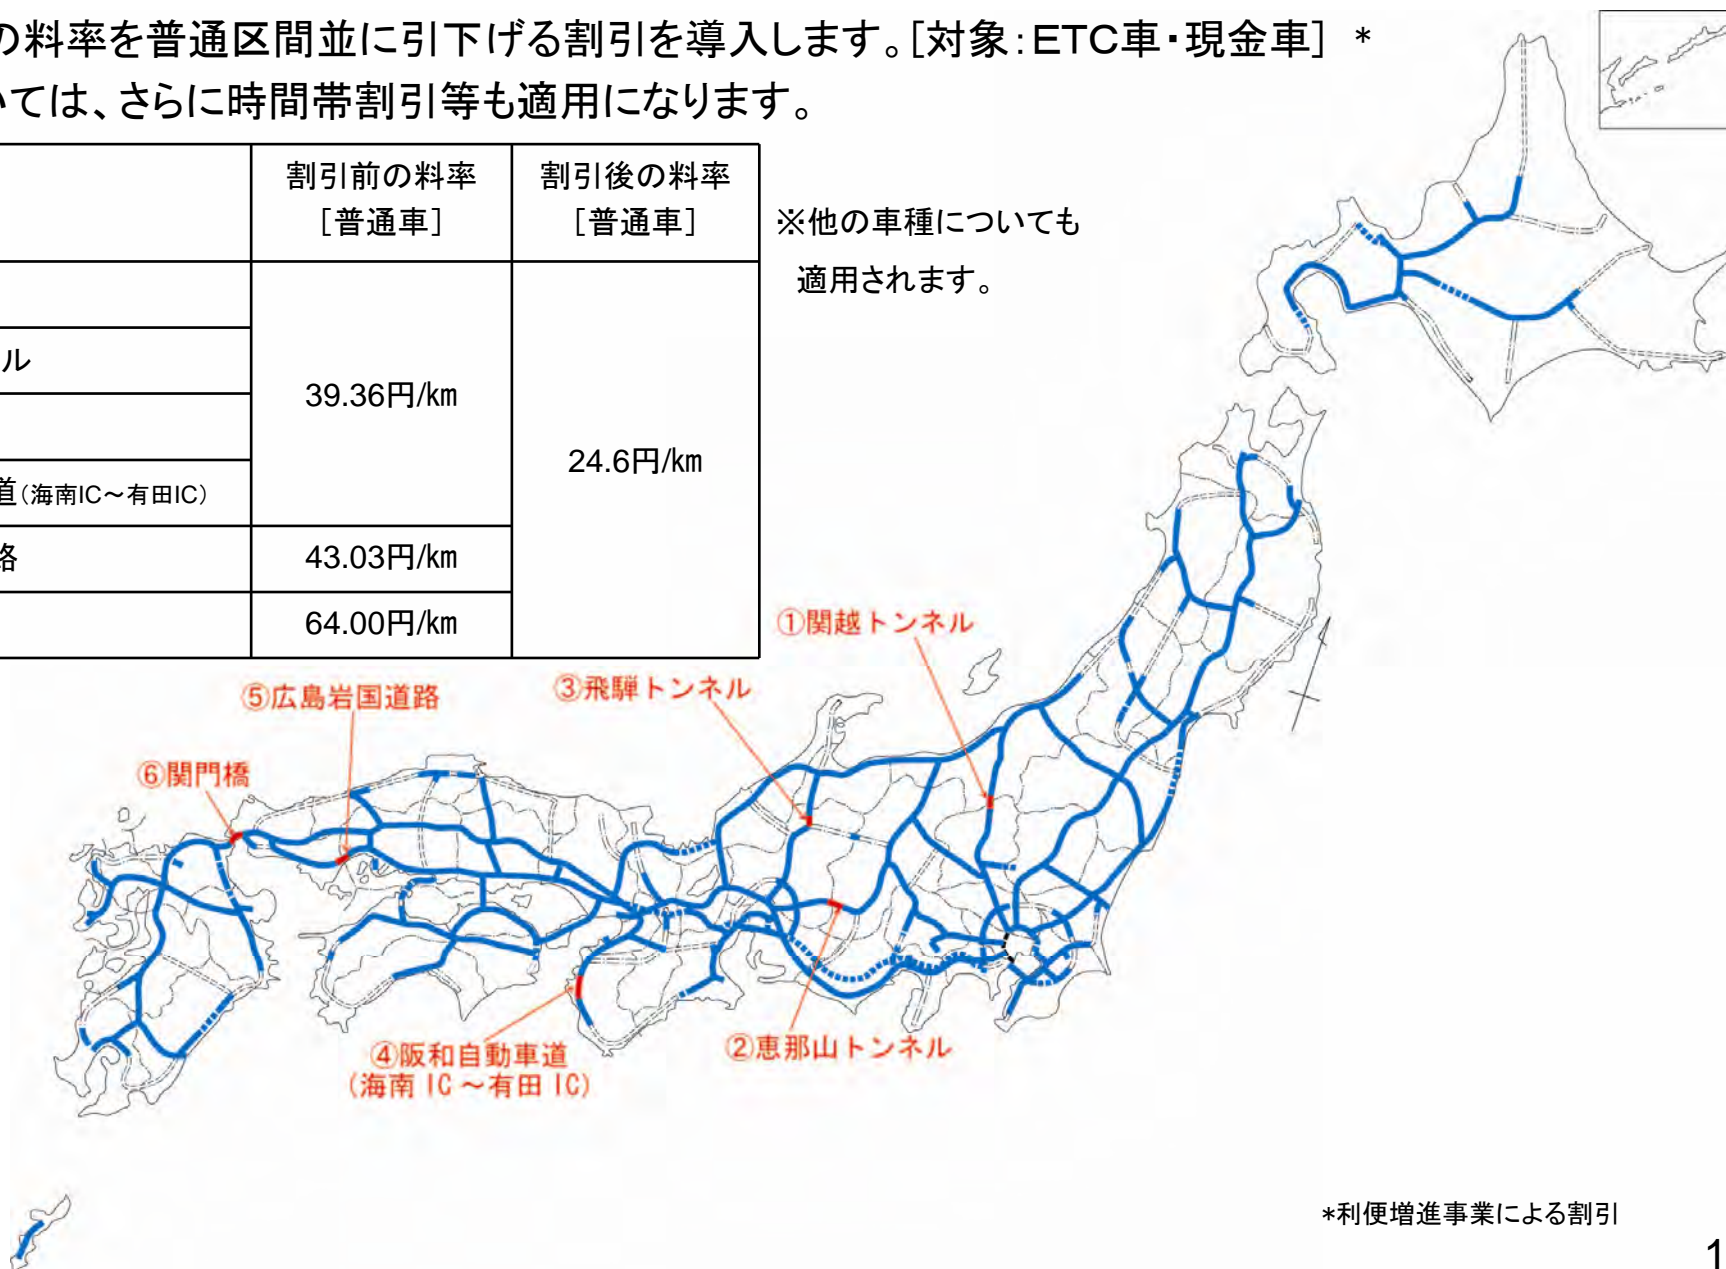 の料率を普通区間並に引下げる割引を導入します。[対象:ETC車・現金車] *
いては、さらに時間帯割引等も適用になります。
割引前の料率
[普通車]
割引後の料率
[普通車]
※他の車種についても
適用されます。
ル
39.36円/㎞
24.6円/㎞
道(海南IC～有田IC)
路
43.03円/㎞
64.00円/㎞
①関越トンネル
③飛騨トンネル
⑤広島岩国道路
⑥関門橋
④阪和自動車道
(海南 IC ～有田 IC)
②恵那山トンネル
*利便増進事業による割引
1